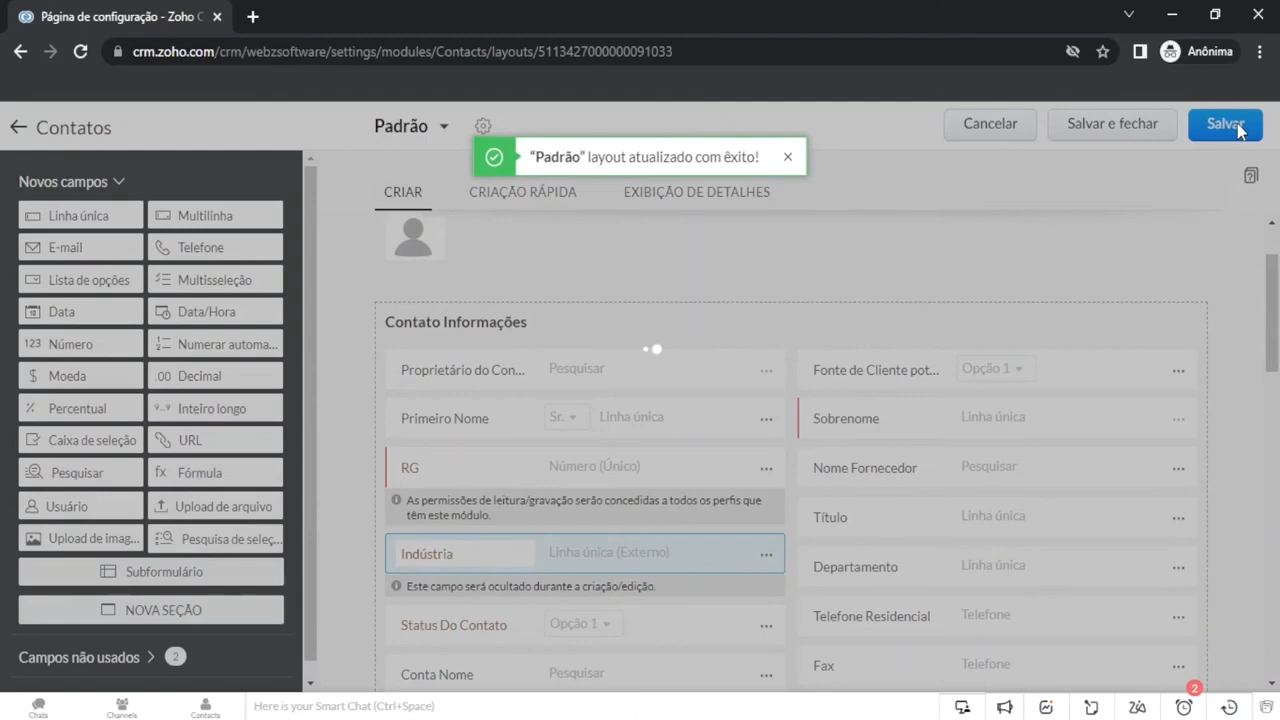 Página de configuração - Zoho C
crm.zoho.com/crm/webzsoftware/settings/modules/Contacts/layouts/5113427000000091033
Anônima
Contatos
Padrão
Cancelar
Salvar e fechar
Salvar
“Padrão” layout atualizado com êxito!
CRIAR
CRIAÇÃO RÁPIDA
EXIBIÇÃO DE DETALHES
Novos campos
Linha única
Multilinha
E-mail
Telefone
Lista de opções
Multisseleção
Data
Data/Hora
123 Número
Numerar automa...
$ Moeda
.00 Decimal
Percentual
Inteiro longo
Caixa de seleção
URL
Pesquisar
fx Fórmula
Usuário
Upload de arquivo
Upload de imag...
Pesquisa de seleç...
Subformulário
NOVA SEÇÃO
Campos não usados 2
Contato Informações
Proprietário do Con... Pesquisar
Fonte de Cliente pot... Opção 1
Primeiro Nome Sr. Linha única
Sobrenome Linha única
RG Número (Único)
As permissões de leitura/gravação serão concedidas a todos os perfis que
têm este módulo.
Nome Fornecedor Pesquisar
Título Linha única
Indústria Linha única (Externo)
Este campo será ocultado durante a criação/edição.
Departamento Linha única
Status Do Contato Opção 1
Telefone Residencial Telefone
Conta Nome Pesquisar
Fax Telefone
Chats
Channels
Contacts
Here is your Smart Chat (Ctrl+Space)
2